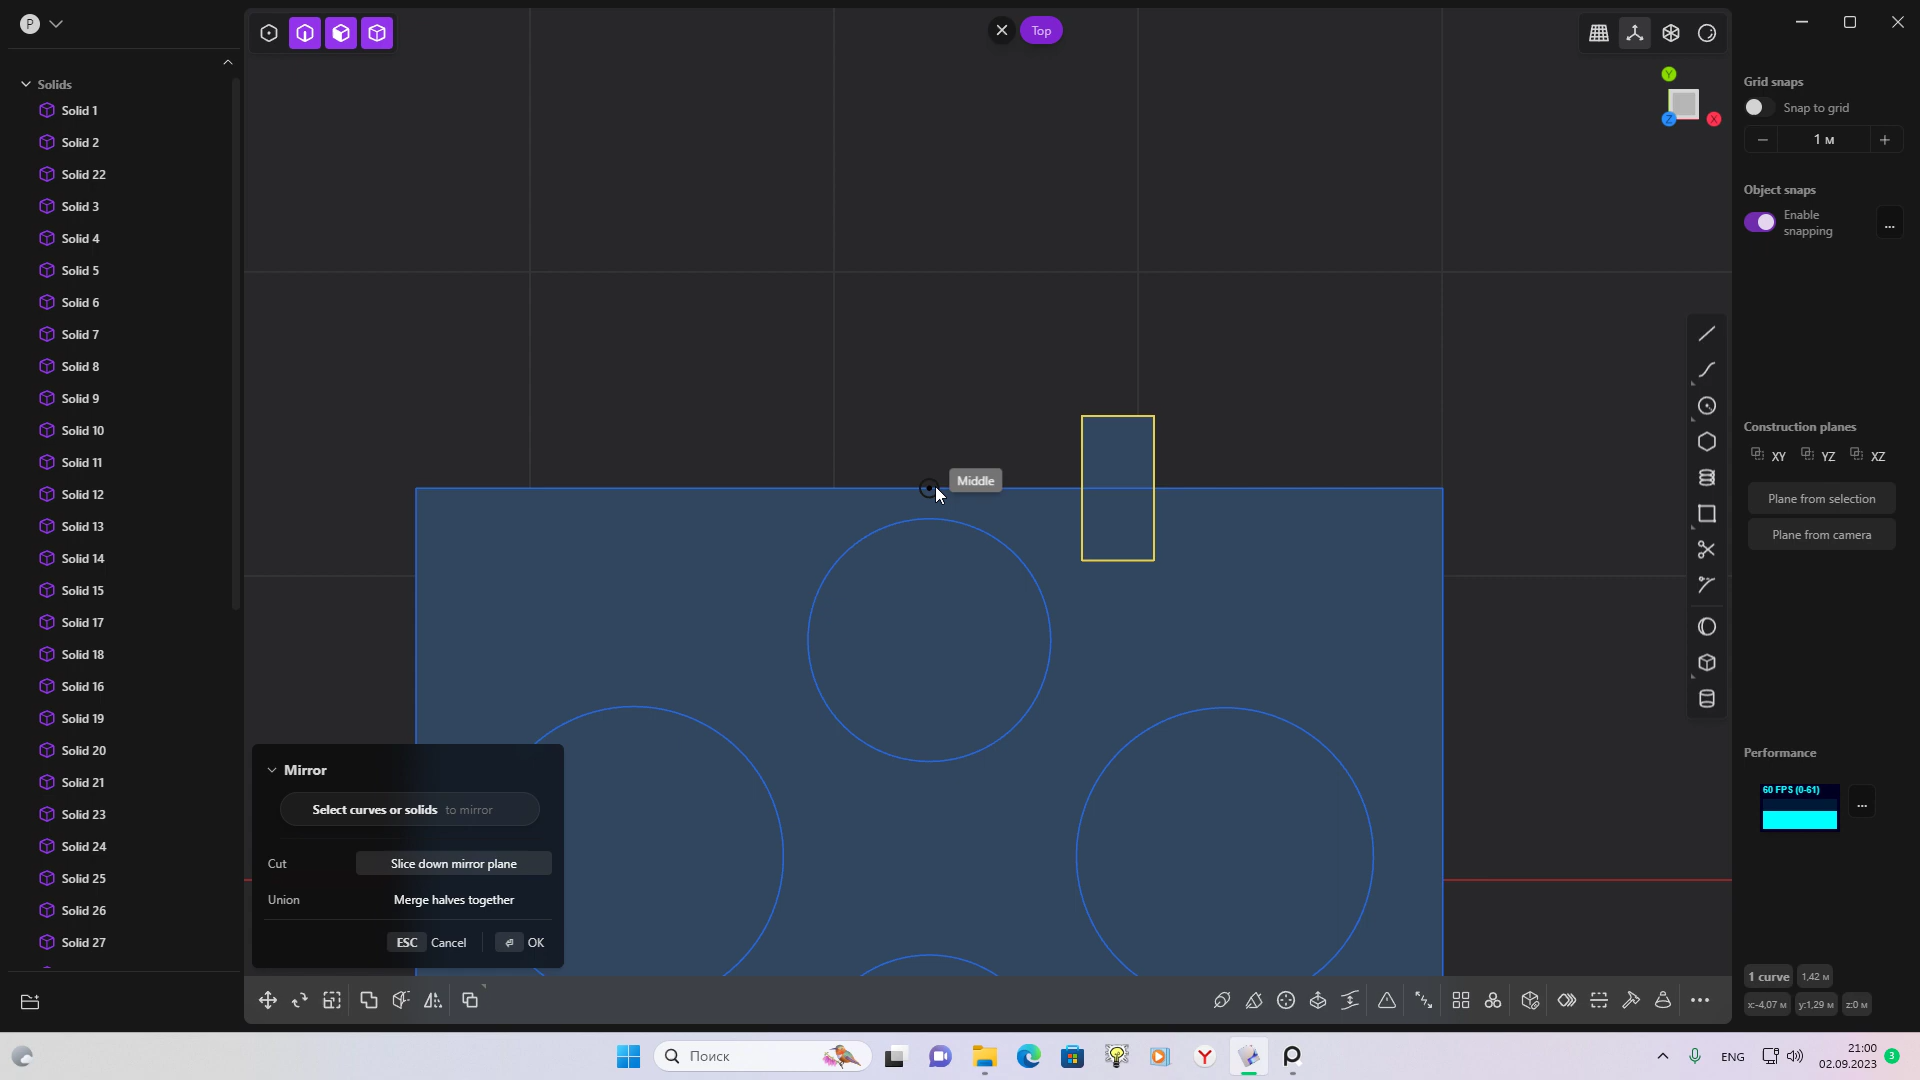 P
Top
Solids
Solid 1
Solid 2
Solid 22
Solid 3
Solid 4
Solid 5
Solid 6
Solid 7
Solid 8
Solid 9
Solid 10
Solid 11
Solid 12
Solid 13
Solid 14
Solid 15
Solid 17
Solid 18
Solid 16
Solid 19
Solid 20
Solid 21
Solid 23
Solid 24
Solid 25
Solid 26
Solid 27
Y
Z
X
Middle
Mirror
Select curves or solids to mirror
Cut Slice down mirror plane
Union Merge halves together
ESC Cancel OK
Grid snaps
Snap to grid
1 м
Object snaps
Enable snapping
...
Construction planes
XY YZ XZ
Plane from selection
Plane from camera
Performance
60 FPS (0-61)
...
1 curve 1,42 м
x:-4,07 м y:1,29 м z:0 м
Поиск
ENG
21:00
02.09.2023
3